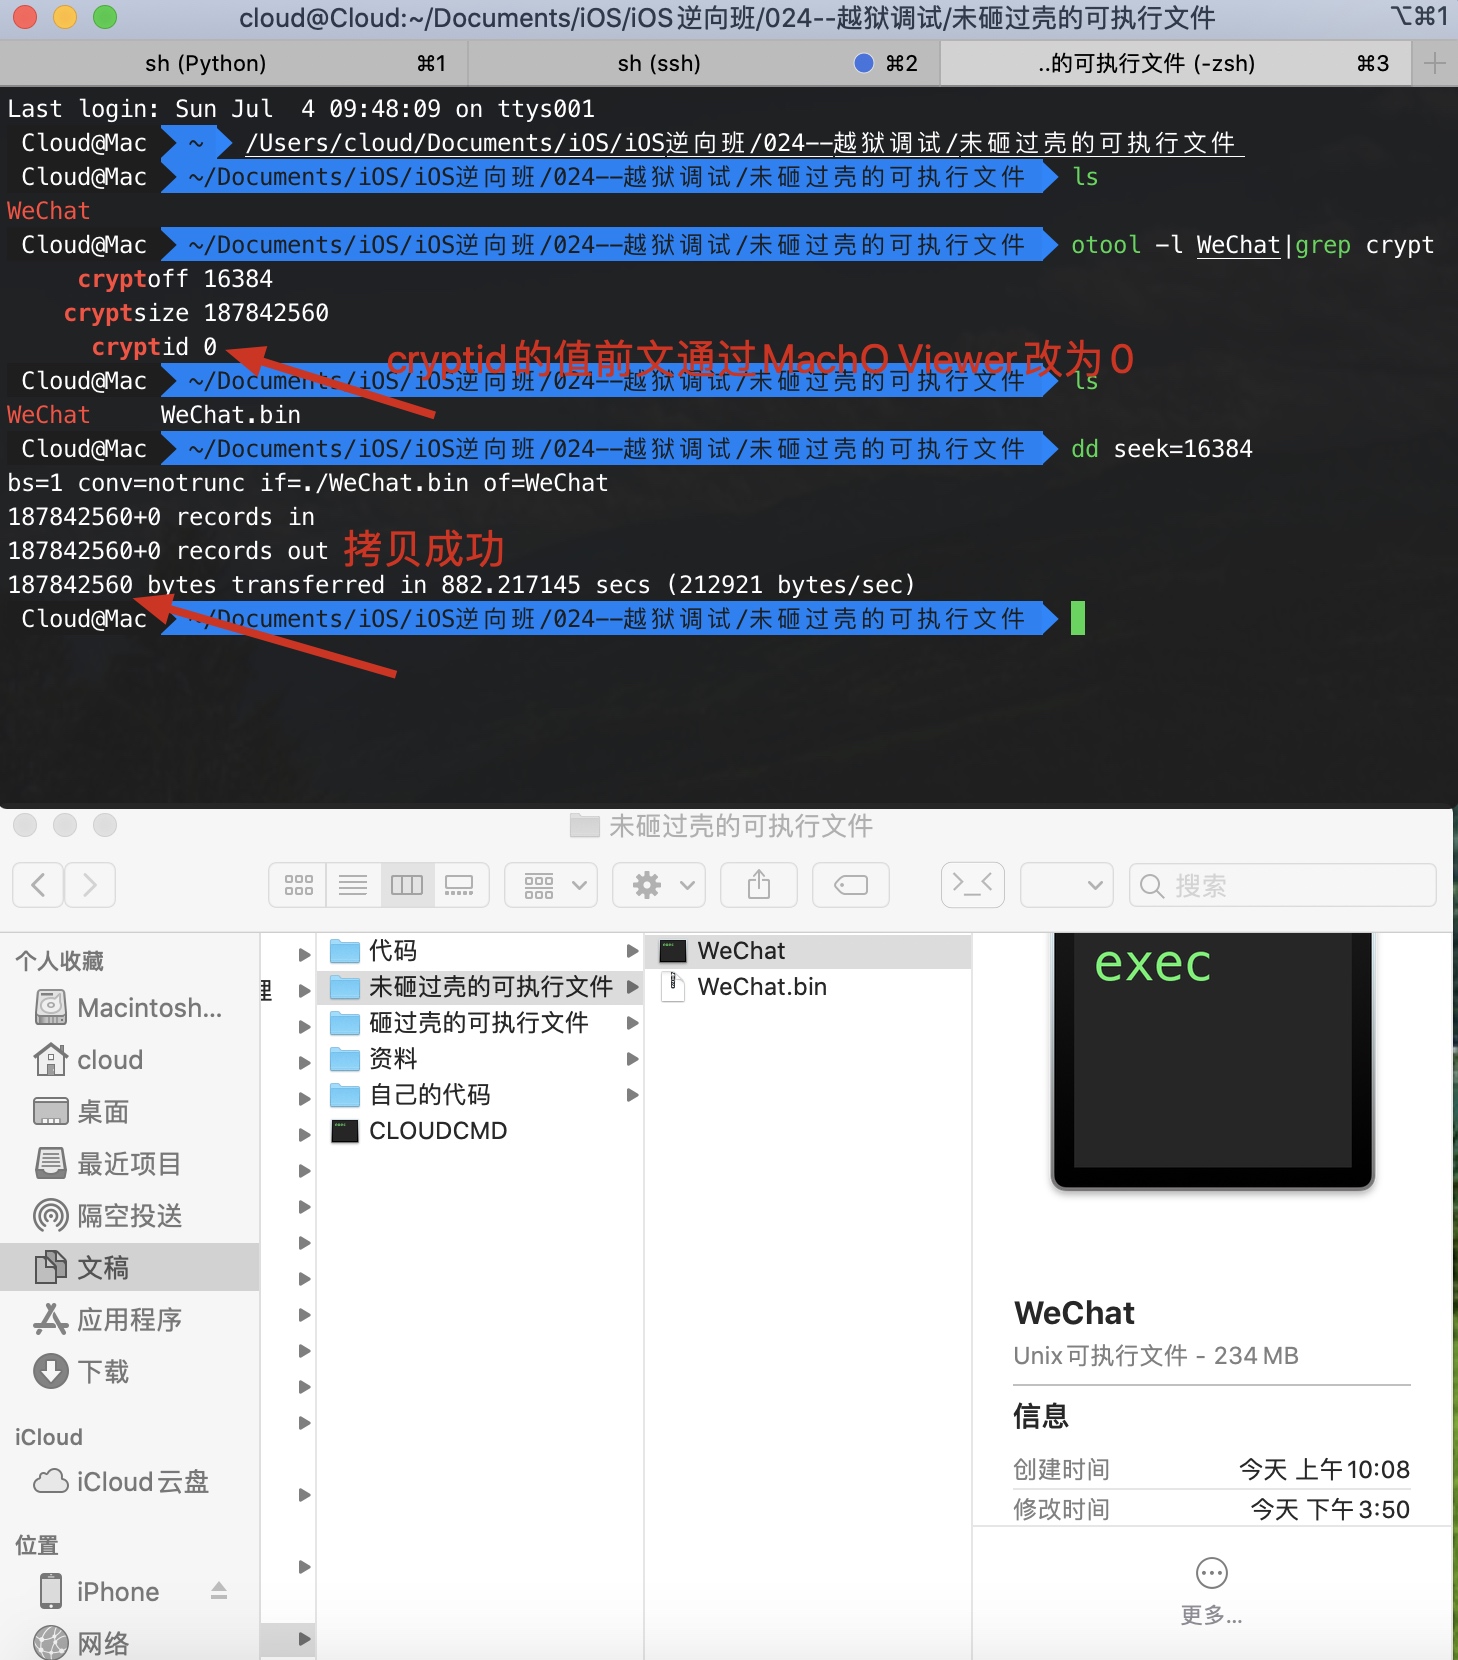 cloud@Cloud:~/Documents/iOS/iOS逆向班/024--越狱调试/未砸过壳的可执行文件 ⌥⌘1
sh (Python) ⌘1 sh (ssh) ⌘2 ..的可执行文件 (-zsh) ⌘3
Last login: Sun Jul  4 09:48:09 on ttys001
Cloud@Mac ~ /Users/cloud/Documents/iOS/iOS逆向班/024--越狱调试/未砸过壳的可执行文件
Cloud@Mac ~/Documents/iOS/iOS逆向班/024--越狱调试/未砸过壳的可执行文件 ls
WeChat
Cloud@Mac ~/Documents/iOS/iOS逆向班/024--越狱调试/未砸过壳的可执行文件 otool -l WeChat|grep crypt
cryptoff 16384
cryptsize 187842560
cryptid 0
cryptid的值前文通过MachO Viewer改为0
Cloud@Mac ~/Documents/iOS/iOS逆向班/024--越狱调试/未砸过壳的可执行文件 ls
WeChat WeChat.bin
Cloud@Mac ~/Documents/iOS/iOS逆向班/024--越狱调试/未砸过壳的可执行文件 dd seek=16384
bs=1 conv=notrunc if=./WeChat.bin of=WeChat
187842560+0 records in
187842560+0 records out 拷贝成功
187842560 bytes transferred in 882.217145 secs (212921 bytes/sec)
Cloud@Mac ~/Documents/iOS/iOS逆向班/024--越狱调试/未砸过壳的可执行文件
未砸过壳的可执行文件
搜索
个人收藏
Macintosh...
cloud
桌面
最近项目
隔空投送
文稿
应用程序
下载
iCloud
iCloud云盘
位置
iPhone
网络
代码
未砸过壳的可执行文件
砸过壳的可执行文件
资料
自己的代码
CLOUDCMD
WeChat
WeChat.bin
exec
WeChat
Unix可执行文件 - 234 MB
信息
创建时间 今天 上午10:08
修改时间 今天 下午3:50
更多...